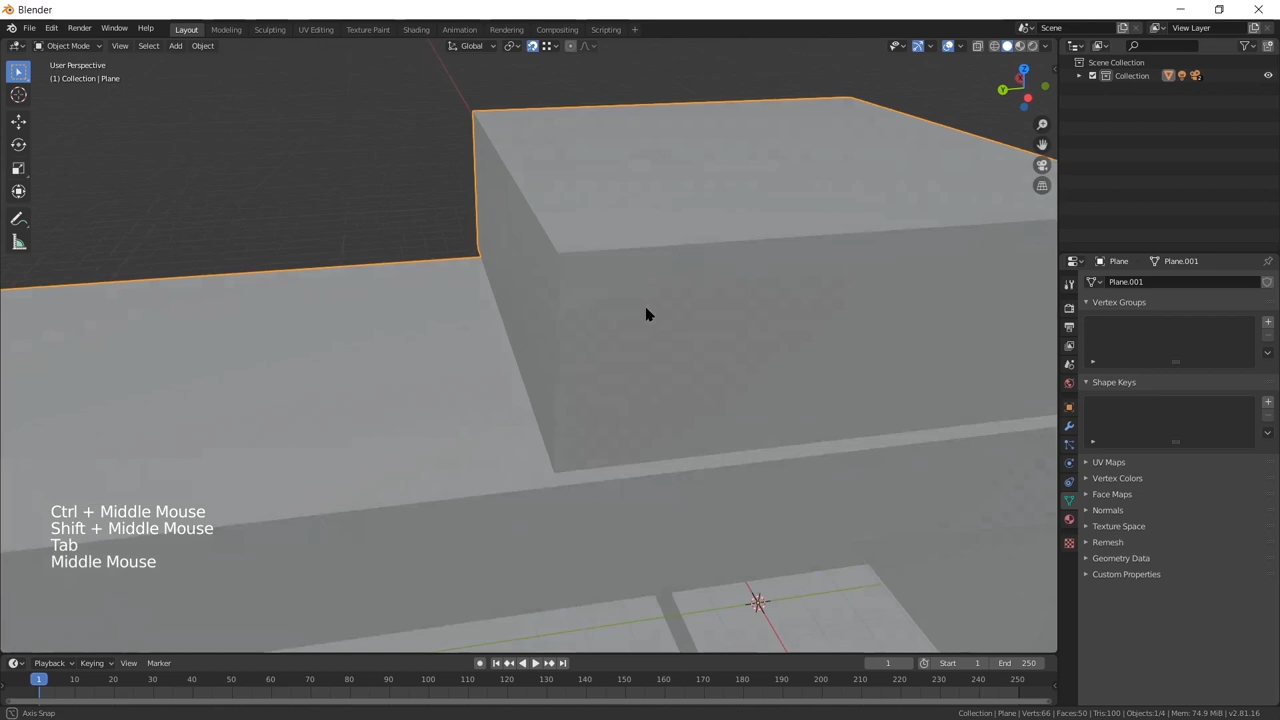 Blender
File Edit Render Window Help
Layout Modeling Sculpting UV Editing Texture Paint Shading Animation Rendering Compositing Scripting +
Scene
View Layer
Object Mode View Select Add Object
Global
User Perspective
(1) Collection | Plane
Z
Y
Scene Collection
Collection
Plane Plane.001
Plane.001
Vertex Groups
Shape Keys
UV Maps
Vertex Colors
Face Maps
Normals
Texture Space
Remesh
Geometry Data
Custom Properties
Ctrl + Middle Mouse
Shift + Middle Mouse
Tab
Middle Mouse
Playback Keying View Marker
1 Start 1 End 250
1 10 20 30 40 50 60 70 80 90 100 110 120 130 140 150 160 170 180 190 200 210 220 230 240 250
Axis Snap
Collection | Plane | Verts:66 | Faces:50 | Tris:100 | Objects:1/4 | Mem: 74.9 MiB | v2.81.16